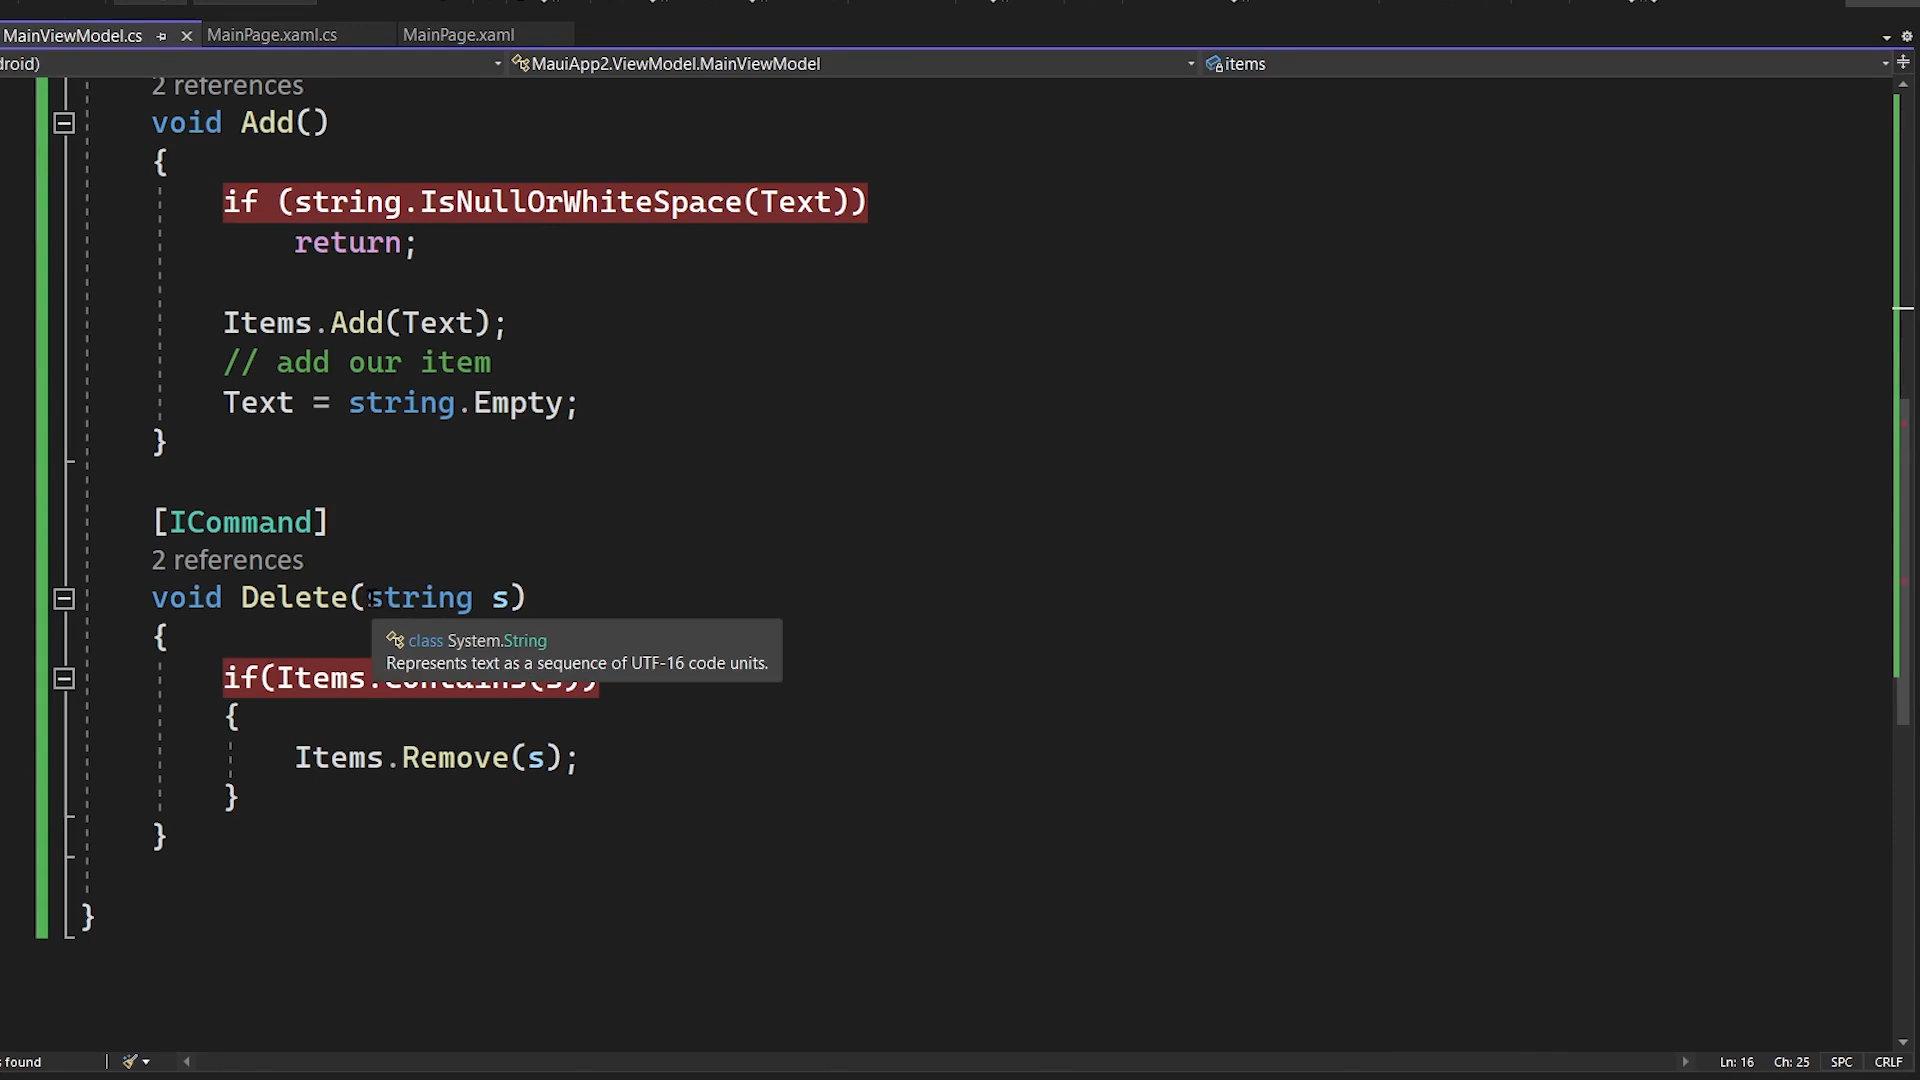 MainViewModel.cs MainPage.xaml.cs MainPage.xaml
droid) MauiApp2.ViewModel.MainViewModel items
2 references
void Add()
{
if (string.IsNullOrWhiteSpace(Text))
return;
Items.Add(Text);
// add our item
Text = string.Empty;
}
[ICommand]
2 references
void Delete(string s)
{
class System.String
Represents text as a sequence of UTF-16 code units.
if(Items.Contains(s))
{
Items.Remove(s);
}
}
}
s found Ln: 16 Ch: 25 SPC CRLF